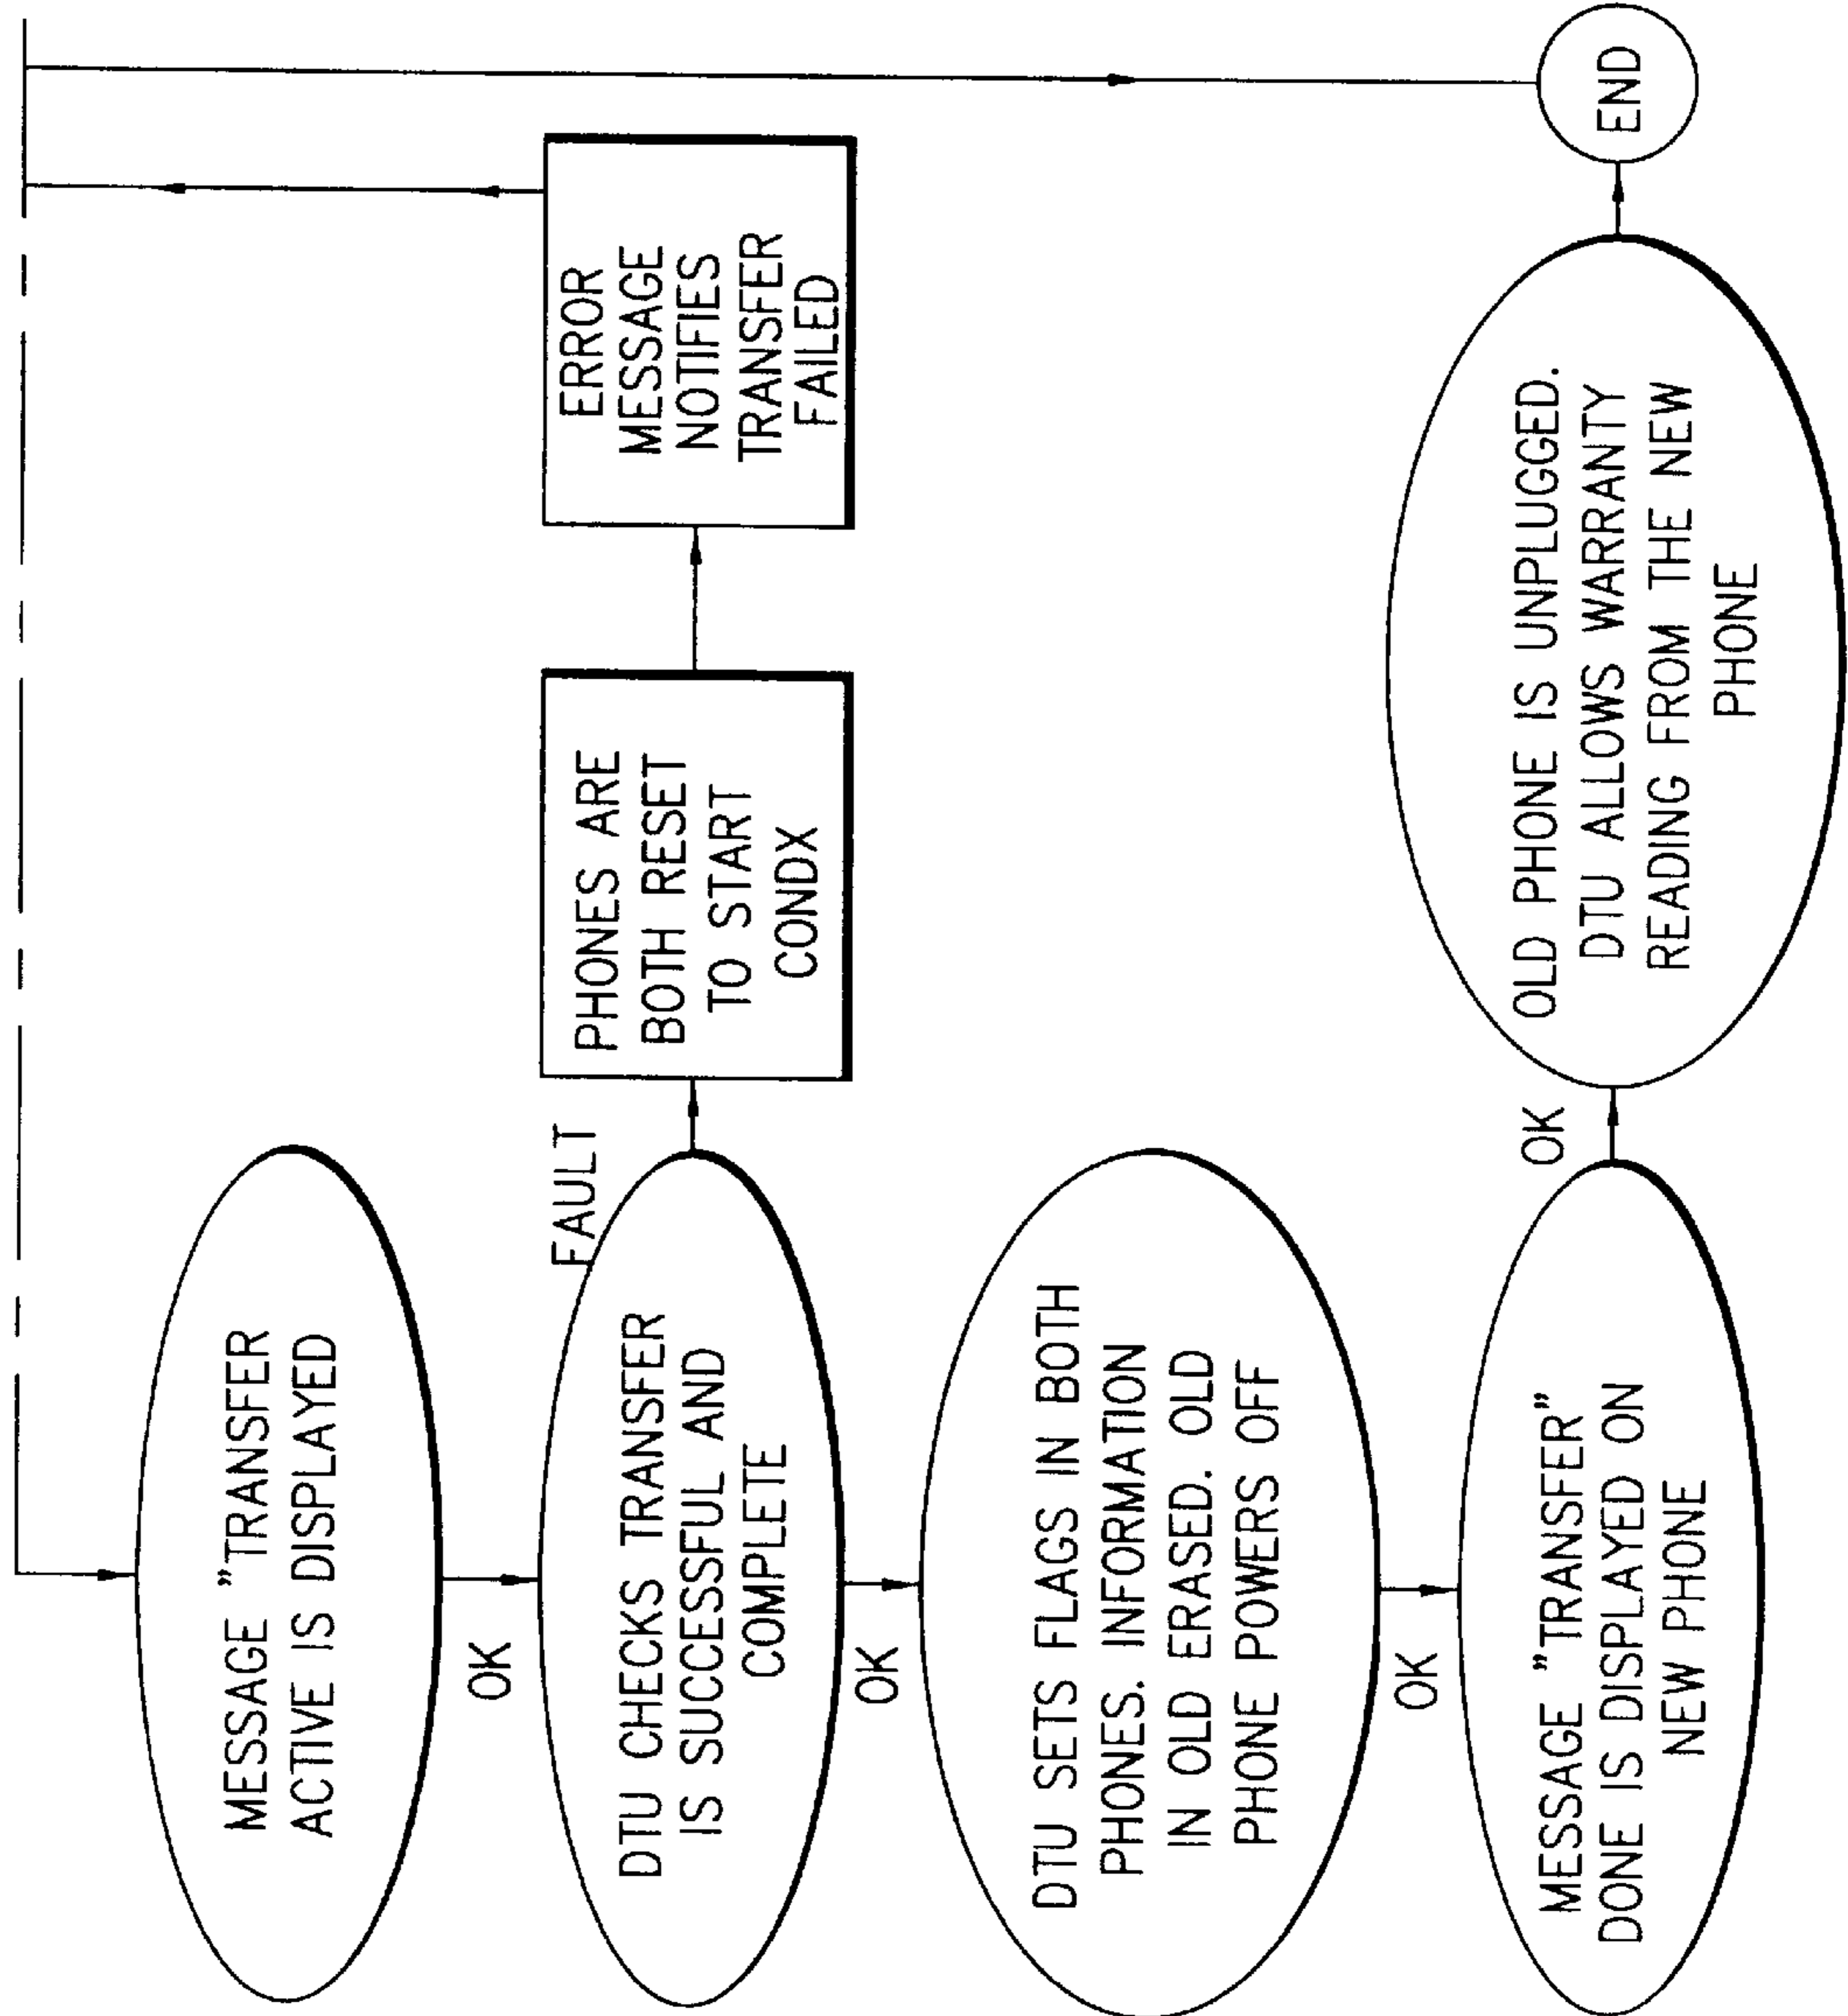 MESSAGE "TRANSFER
ACTIVE IS DISPLAYED
OK
DTU CHECKS TRANSFER
IS SUCCESSFUL AND
COMPLETE
FAULT
PHONES ARE
BOTH RESET
TO START
CONDX
ERROR
MESSAGE
NOTIFIES
TRANSFER
FAILED
OK
DTU SETS FLAGS IN BOTH
PHONES. INFORMATION
IN OLD ERASED. OLD
PHONE POWERS OFF
OK
MESSAGE "TRANSFER"
DONE IS DISPLAYED ON
NEW PHONE
OK
OLD PHONE IS UNPLUGGED.
DTU ALLOWS WARRANTY
READING FROM THE NEW
PHONE
END